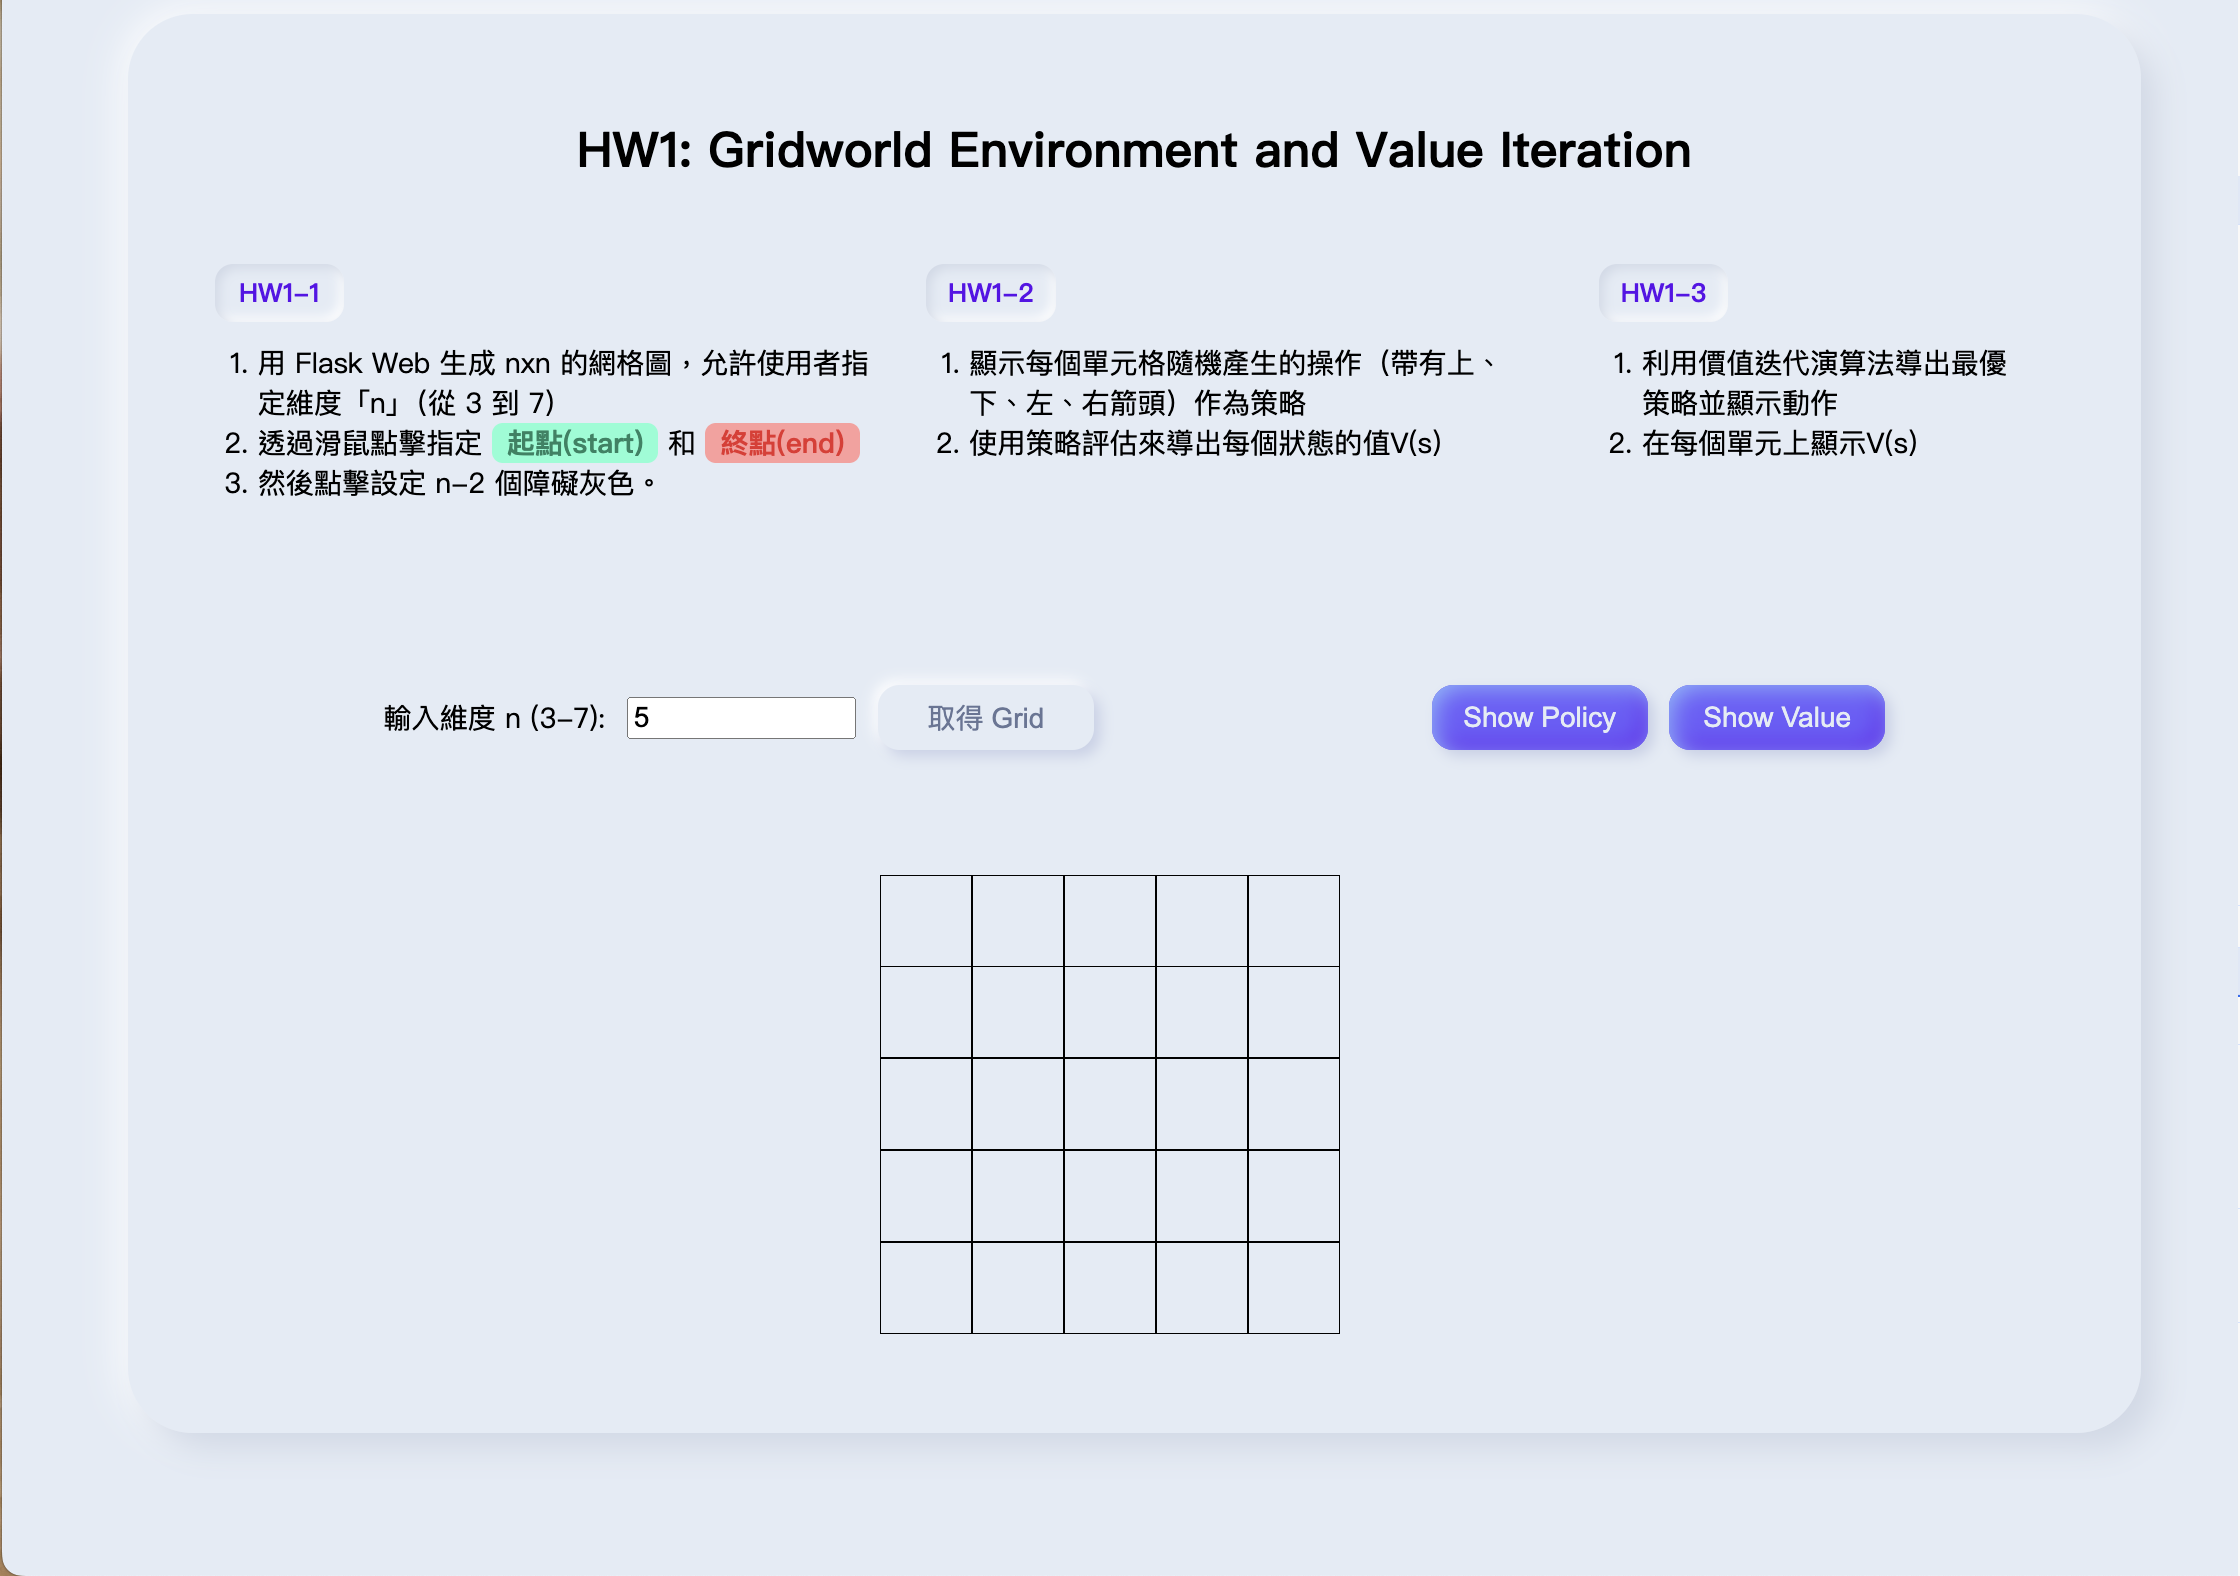 HW1: Gridworld Environment and Value Iteration
HW1-1
1. 用 Flask Web 生成 nxn 的網格圖，允許使用者指
定維度「n」（從 3 到 7）
2. 透過滑鼠點擊指定 起點(start) 和 終點(end)
3. 然後點擊設定 n-2 個障礙灰色。
HW1-2
1. 顯示每個單元格隨機產生的操作（帶有上、
下、左、右箭頭）作為策略
2. 使用策略評估來導出每個狀態的值V(s)
HW1-3
1. 利用價值迭代演算法導出最優
策略並顯示動作
2. 在每個單元上顯示V(s)
輸入維度 n (3-7): 5 取得 Grid Show Policy Show Value